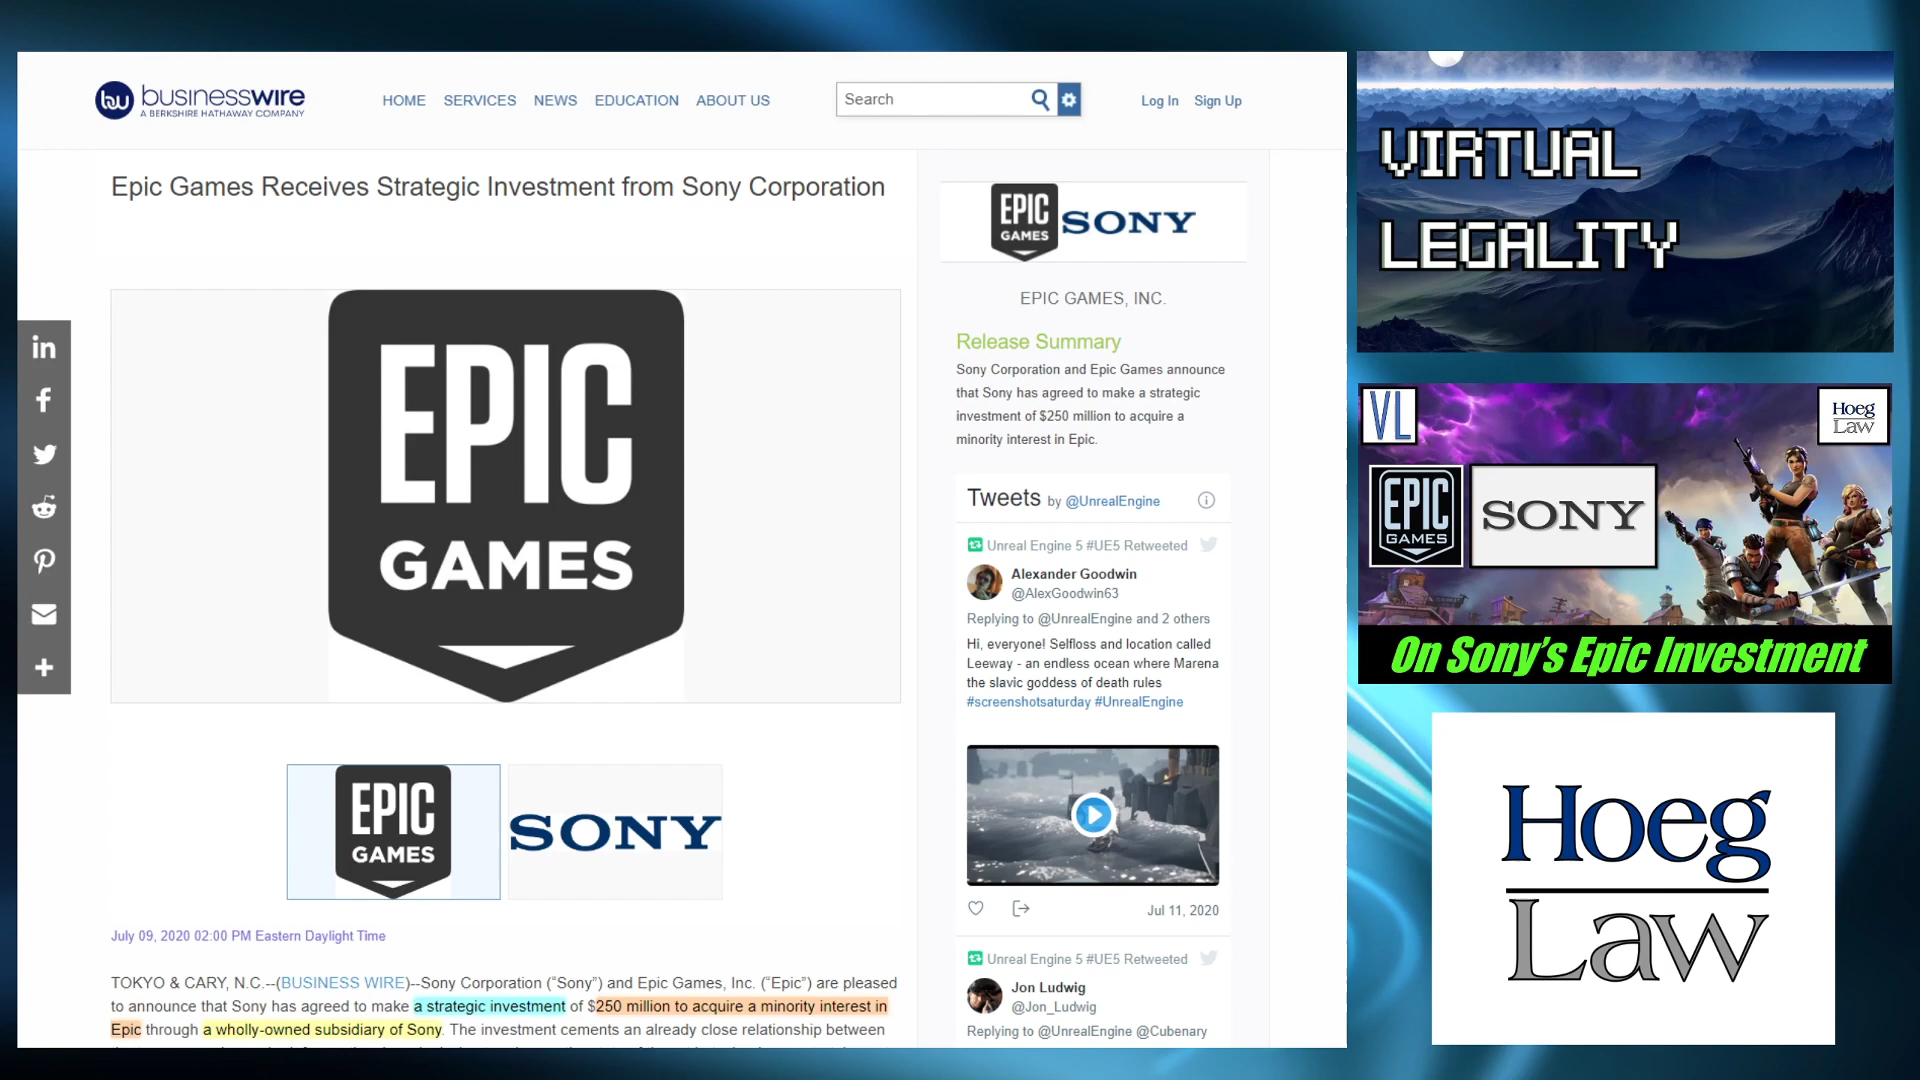 businesswire
A BERKSHIRE HATHAWAY COMPANY
HOME SERVICES NEWS EDUCATION ABOUT US
Search
Log In Sign Up
Epic Games Receives Strategic Investment from Sony Corporation
EPIC
GAMES
EPIC
GAMES
SONY
July 09, 2020 02:00 PM Eastern Daylight Time
TOKYO & CARY, N.C.--(BUSINESS WIRE)--Sony Corporation (“Sony”) and Epic Games, Inc. (“Epic”) are pleased
to announce that Sony has agreed to make a strategic investment of $250 million to acquire a minority interest in
Epic through a wholly-owned subsidiary of Sony. The investment cements an already close relationship between
EPIC
GAMES
SONY
EPIC GAMES, INC.
Release Summary
Sony Corporation and Epic Games announce
that Sony has agreed to make a strategic
investment of $250 million to acquire a
minority interest in Epic.
Tweets by @UnrealEngine
Unreal Engine 5 #UE5 Retweeted
Alexander Goodwin
@AlexGoodwin63
Replying to @UnrealEngine and 2 others
Hi, everyone! Selfloss and location called
Leeway - an endless ocean where Marena
the slavic goddess of death rules
#screenshotsaturday #UnrealEngine
Jul 11, 2020
Unreal Engine 5 #UE5 Retweeted
Jon Ludwig
@Jon_Ludwig
Replying to @UnrealEngine @Cubenary
VIRTUAL
LEGALITY
VL
Hoeg
Law
EPIC
GAMES
SONY
On Sony's Epic Investment
Hoeg
Law